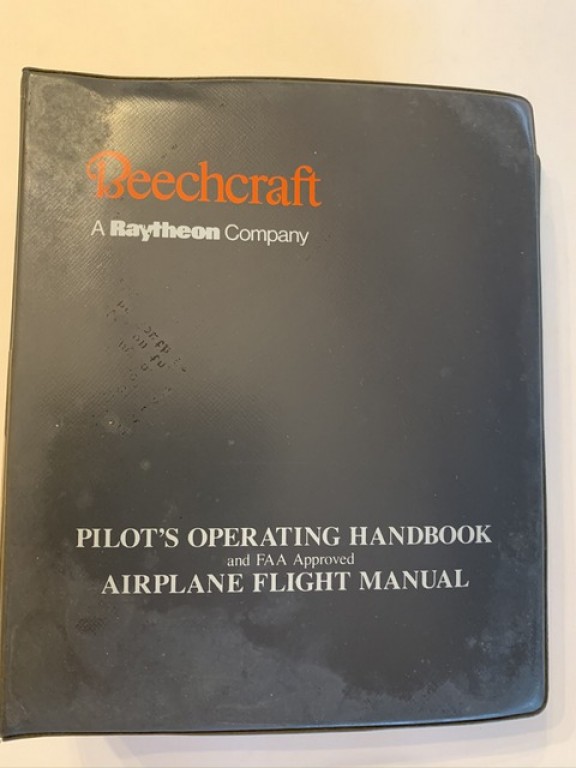 Beechcraft
A Raytheon Company
PILOT'S OPERATING HANDBOOK
and FAA Approved
AIRPLANE FLIGHT MANUAL